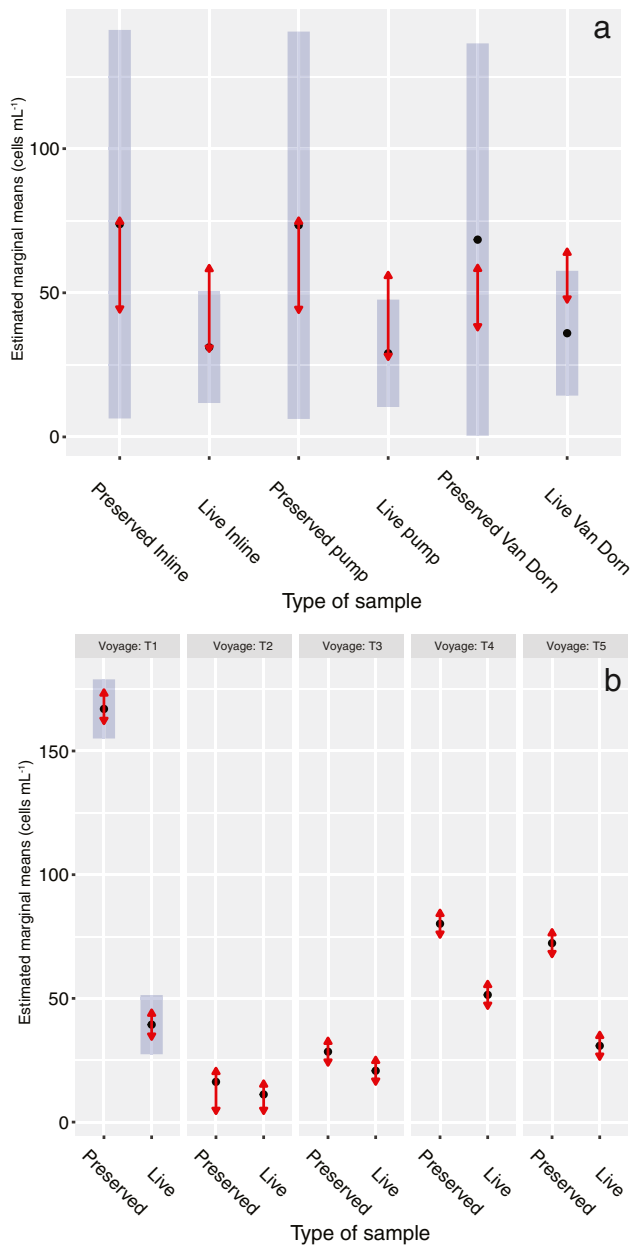 a
Estimated marginal means (cells mL-1)
100
50
0
Preserved Inline
Live Inline
Preserved pump
Live pump
Preserved Van Dorn
Live Van Dorn
Type of sample
Voyage: T1
Voyage: T2
Voyage: T3
Voyage: T4
Voyage: T5
b
Estimated marginal means (cells mL-1)
150
100
50
0
Preserved
Live
Preserved
Live
Preserved
Live
Preserved
Live
Preserved
Live
Type of sample